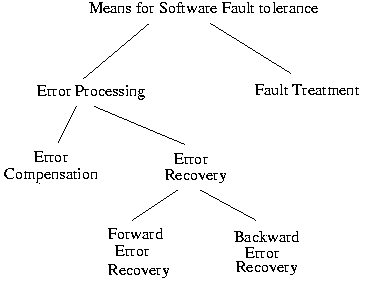 Means for Software Fault tolerance
Error Processing
Fault Treatment
Error
Compensation
Error
Recovery
Forward
Error
Recovery
Backward
Error
Recovery